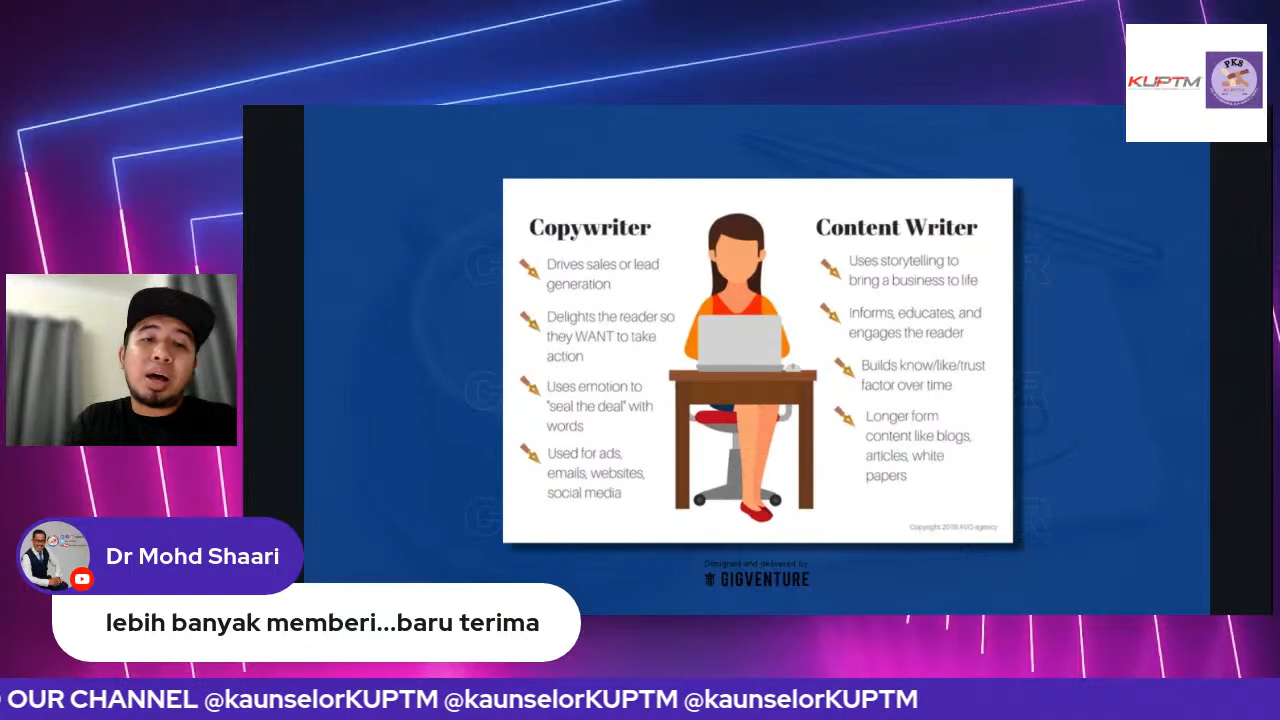 KUPTM
PKS
Copywriter
Drives sales or lead
generation
Delights the reader so
they WANT to take
action
Uses emotion to
"seal the deal" with
words
Used for ads,
emails, websites,
social media
Content Writer
Uses storytelling to
bring a business to life
Informs, educates, and
engages the reader
Builds know/like/trust
factor over time
Longer form
content like blogs,
articles, white
papers
Copyright 2018 AVO agency
Designed and delivered by
GIGVENTURE
Dr Mohd Shaari
lebih banyak memberi...baru terima
OUR CHANNEL @kaunselorKUPTM @kaunselorKUPTM @kaunselorKUPTM